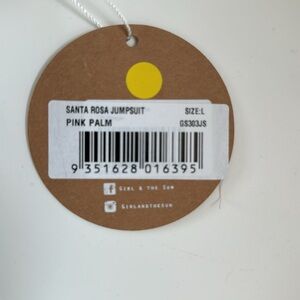 SANTA ROSA JUMPSUIT SIZE:L
PINK PALM GS303JS
9 351628 016395
GIRL & THE SUN
GIRLANDTHESUN